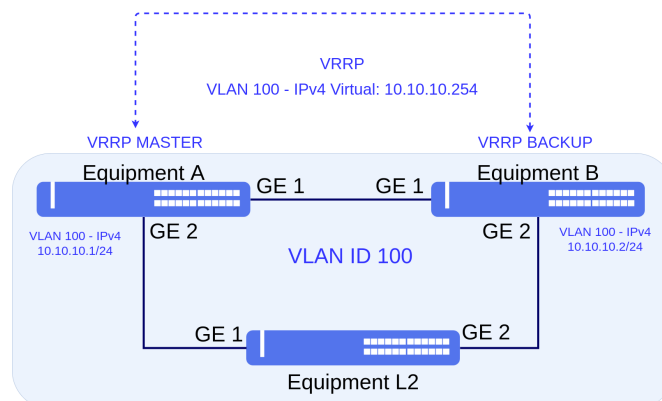 VRRP
VLAN 100 - IPv4 Virtual: 10.10.10.254
VRRP MASTER
VRRP BACKUP
Equipment A
Equipment B
GE 1
GE 1
VLAN 100 - IPv4
10.10.10.1/24
GE 2
GE 2
VLAN 100 - IPv4
10.10.10.2/24
VLAN ID 100
GE 1
GE 2
Equipment L2